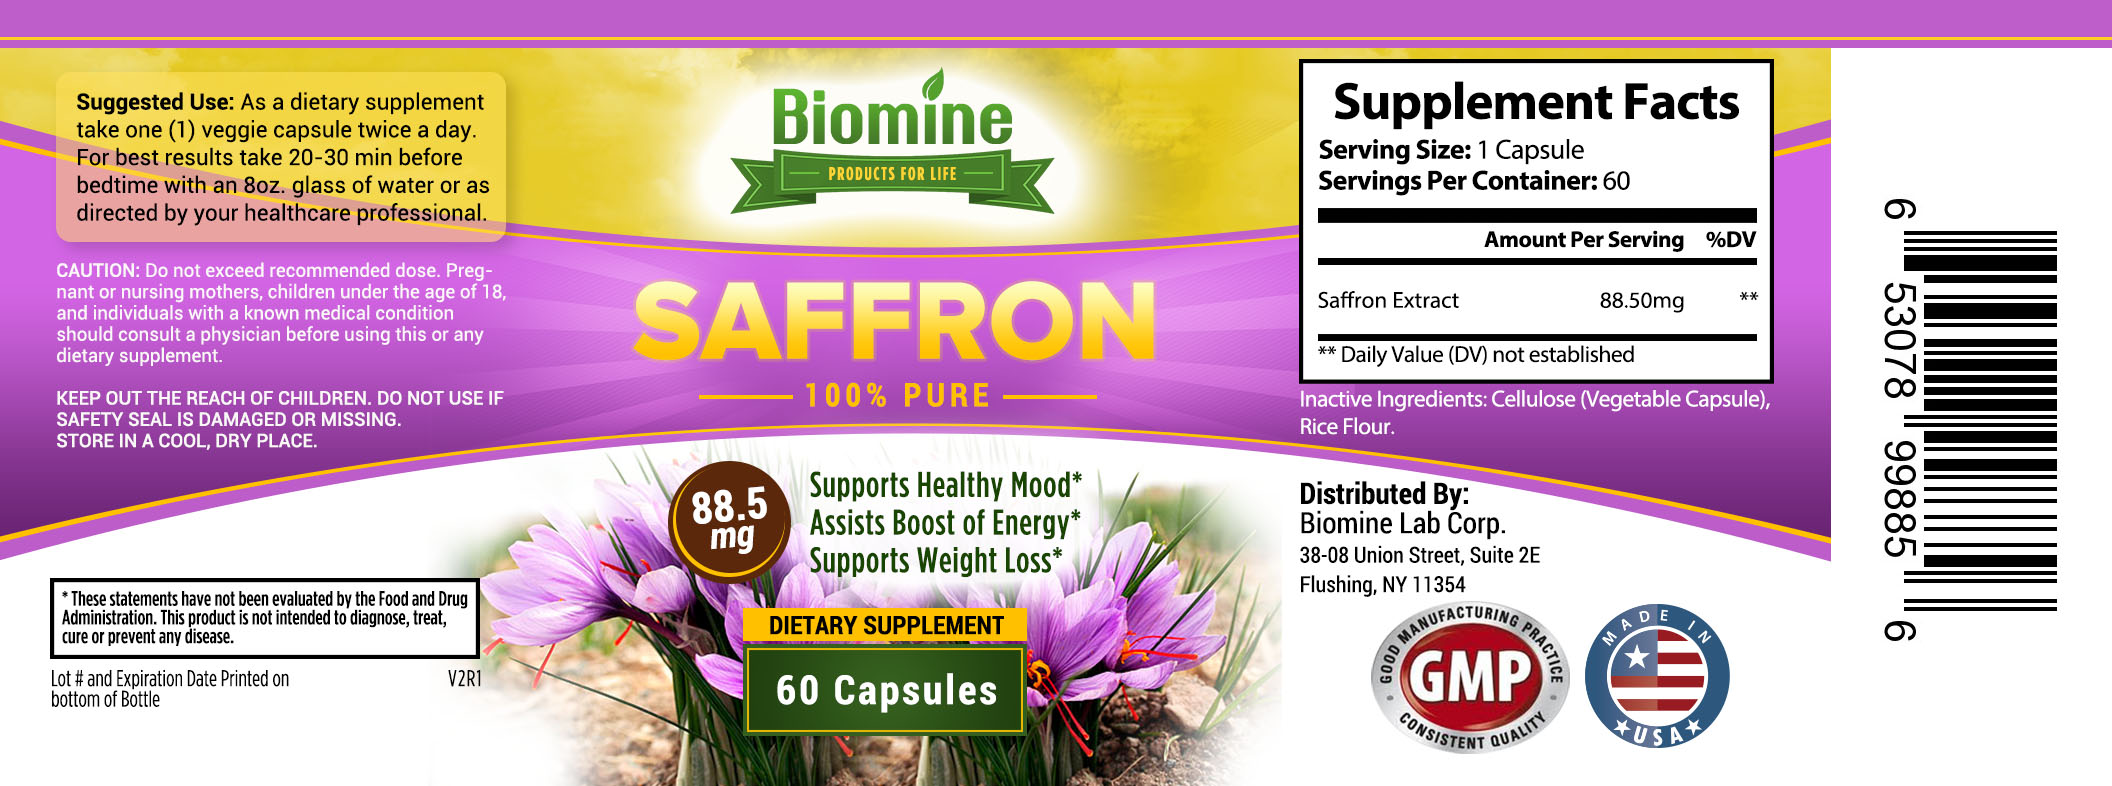 Suggested Use: As a dietary supplement
take one (1) veggie capsule twice a day.
For best results take 20-30 min before
bedtime with an 8oz. glass of water or as
directed by your healthcare professional.
CAUTION: Do not exceed recommended dose. Preg-
nant or nursing mothers, children under the age of 18,
and individuals with a known medical condition
should consult a physician before using this or any
dietary supplement.
KEEP OUT THE REACH OF CHILDREN. DO NOT USE IF
SAFETY SEAL IS DAMAGED OR MISSING.
STORE IN A COOL, DRY PLACE.
* These statements have not been evaluated by the Food and Drug
Administration. This product is not intended to diagnose, treat,
cure or prevent any disease.
Lot # and Expiration Date Printed on
bottom of Bottle
V2R1
Biomine
PRODUCTS FOR LIFE
SAFFRON
100% PURE
88.5
mg
Supports Healthy Mood*
Assists Boost of Energy*
Supports Weight Loss*
DIETARY SUPPLEMENT
60 Capsules
Supplement Facts
Serving Size: 1 Capsule
Servings Per Container: 60
Amount Per Serving %DV
Saffron Extract 88.50mg **
** Daily Value (DV) not established
Inactive Ingredients: Cellulose (Vegetable Capsule),
Rice Flour.
Distributed By:
Biomine Lab Corp.
38-08 Union Street, Suite 2E
Flushing, NY 11354
GOOD MANUFACTURING PRACTICE
GMP
CONSISTENT QUALITY
MADE IN
USA
6 53078 99885 6